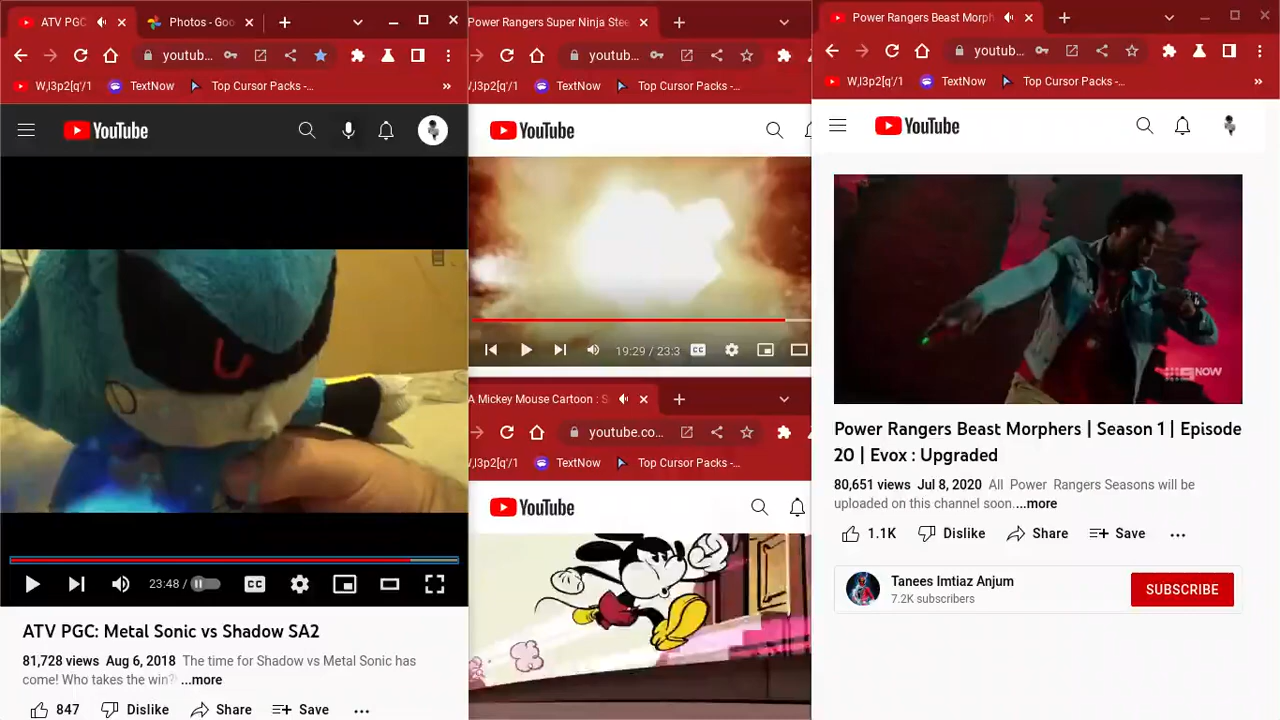 ATV PGC:
Photos - Goo
youtub...
W,l3p2[q'/1
TextNow
Top Cursor Packs -...
»
YouTube
23:48 /
CC
ATV PGC: Metal Sonic vs Shadow SA2
81,728 views Aug 6, 2018 The time for Shadow vs Metal Sonic has
come! Who takes the win? ...more
847
Dislike
Share
Save
Power Rangers Super Ninja Stee
youtub...
W,l3p2[q'/1
TextNow
Top Cursor Packs -...
YouTube
19:29 / 23:3
CC
A Mickey Mouse Cartoon : S
youtube.co...
W,l3p2[q'/1
TextNow
Top Cursor Packs -...
YouTube
Power Rangers Beast Morph
youtub...
W,l3p2[q'/1
TextNow
Top Cursor Packs -...
»
YouTube
9NOW
Power Rangers Beast Morphers | Season 1 | Episode
20 | Evox : Upgraded
80,651 views Jul 8, 2020 All Power Rangers Seasons will be
uploaded on this channel soon....more
1.1K
Dislike
Share
Save
Tanees Imtiaz Anjum
7.2K subscribers
SUBSCRIBE